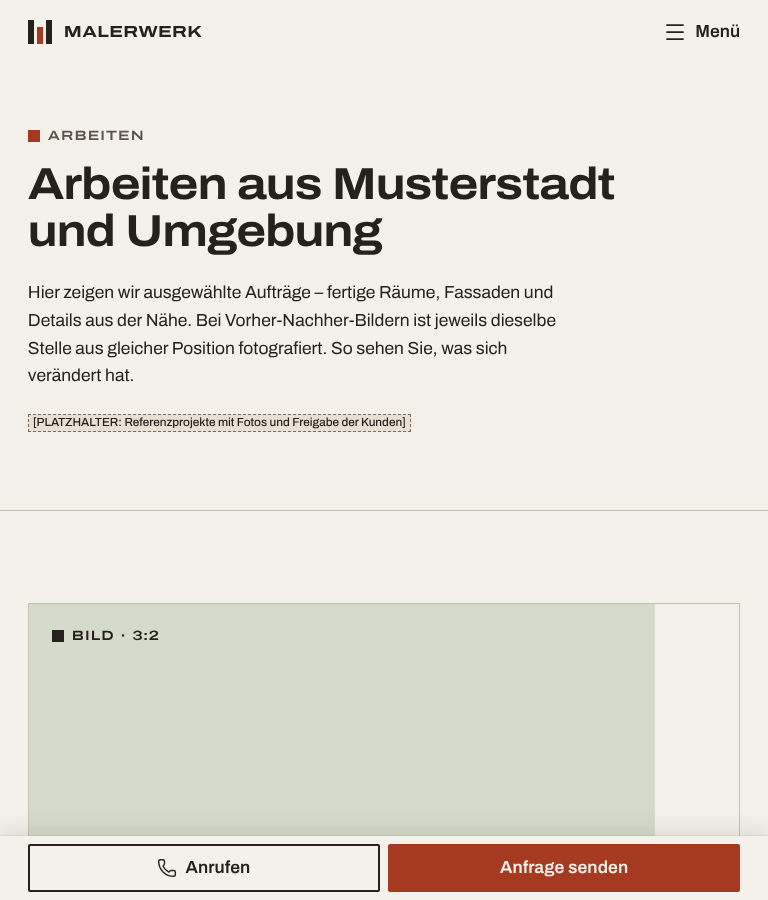 MALERWERK
Menü
ARBEITEN
Arbeiten aus Musterstadt
und Umgebung
Hier zeigen wir ausgewählte Aufträge – fertige Räume, Fassaden und
Details aus der Nähe. Bei Vorher-Nachher-Bildern ist jeweils dieselbe
Stelle aus gleicher Position fotografiert. So sehen Sie, was sich
verändert hat.
[PLATZHALTER: Referenzprojekte mit Fotos und Freigabe der Kunden]
BILD · 3:2
Anrufen
Anfrage senden